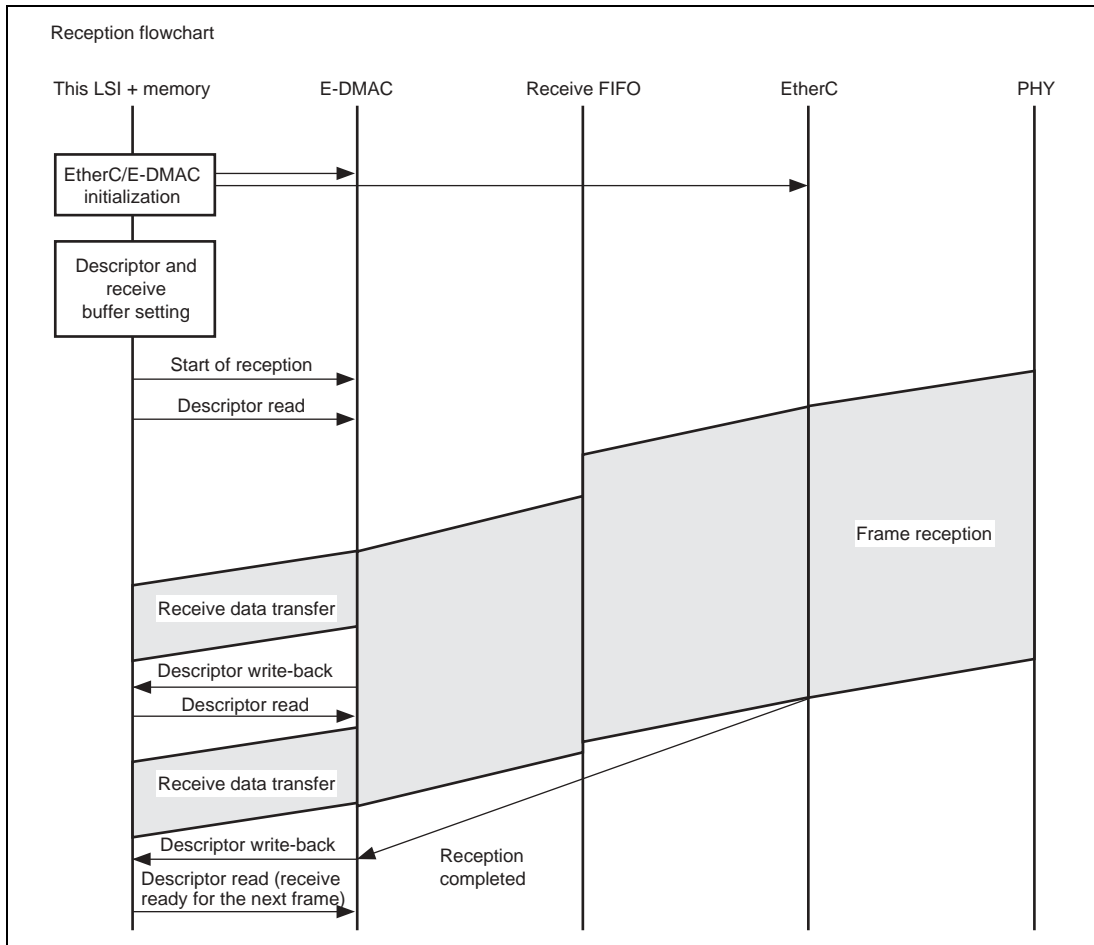 Reception flowchart
This LSI + memory
E-DMAC
Receive FIFO
EtherC
PHY
EtherC/E-DMAC
initialization
Descriptor and
receive
buffer setting
Start of reception
Descriptor read
Frame reception
Receive data transfer
Descriptor write-back
Descriptor read
Receive data transfer
Descriptor write-back
Reception
completed
Descriptor read (receive
ready for the next frame)